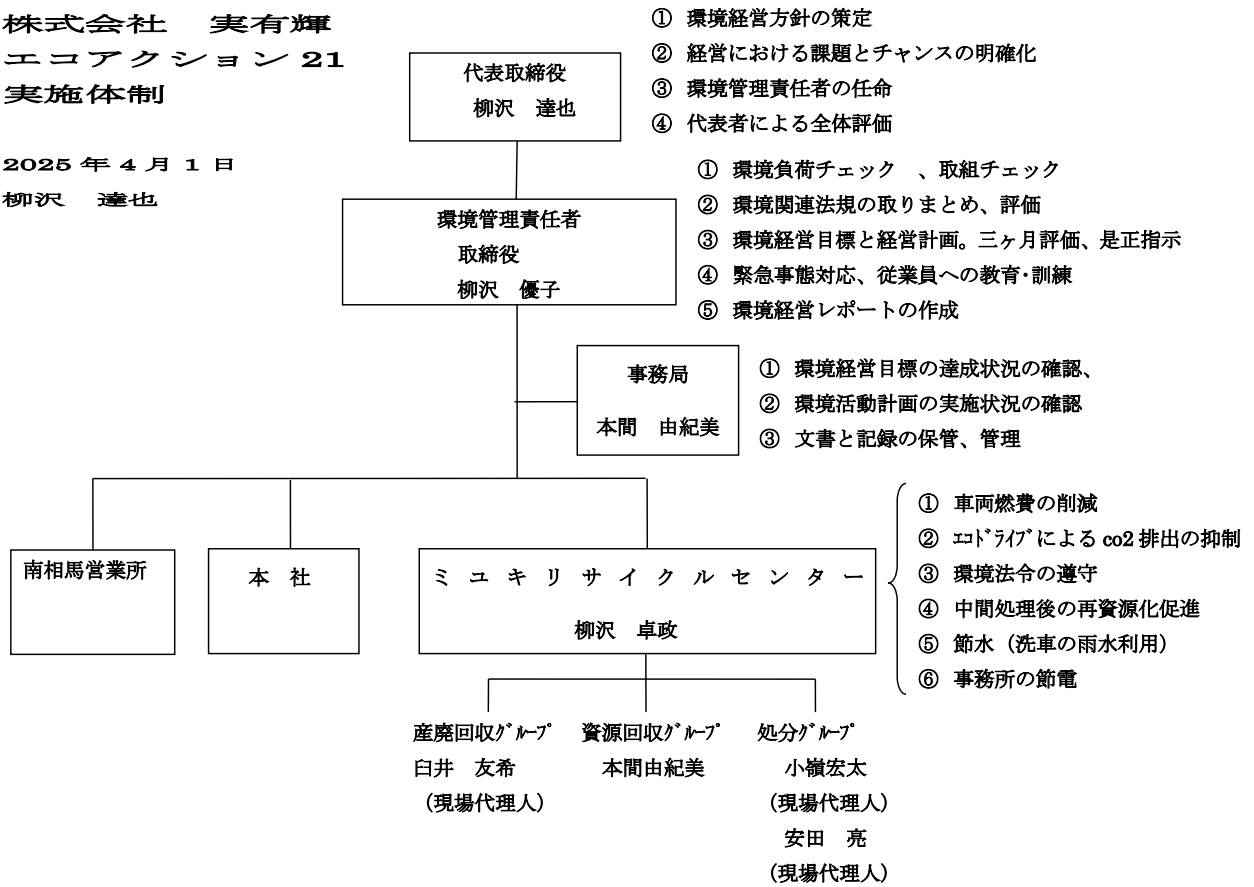 株式会社　実有輝
エコアクション 21
実施体制
2025 年 4 月 1 日
柳沢　達也
代表取締役
柳沢　達也
① 環境経営方針の策定
② 経営における課題とチャンスの明確化
③ 環境管理責任者の任命
④ 代表者による全体評価
環境管理責任者
取締役
柳沢　優子
① 環境負荷チェック　、取組チェック
② 環境関連法規の取りまとめ、評価
③ 環境経営目標と経営計画。三ヶ月評価、是正指示
④ 緊急事態対応、従業員への教育・訓練
⑤ 環境経営レポートの作成
事務局
本間　由紀美
① 環境経営目標の達成状況の確認、
② 環境活動計画の実施状況の確認
③ 文書と記録の保管、管理
南相馬営業所
本　社
ミ ユ キ リ サ イ ク ル セ ン タ ー
柳沢　卓政
① 車両燃費の削減
② ｴｺﾄﾞﾗｲﾌﾞによる co2 排出の抑制
③ 環境法令の遵守
④ 中間処理後の再資源化促進
⑤ 節水（洗車の雨水利用）
⑥ 事務所の節電
産廃回収ｸﾞﾙｰﾌﾟ
臼井　友希
（現場代理人）
資源回収ｸﾞﾙｰﾌﾟ
本間由紀美
処分ｸﾞﾙｰﾌﾟ
小嶺宏太
（現場代理人）
安田　亮
（現場代理人）